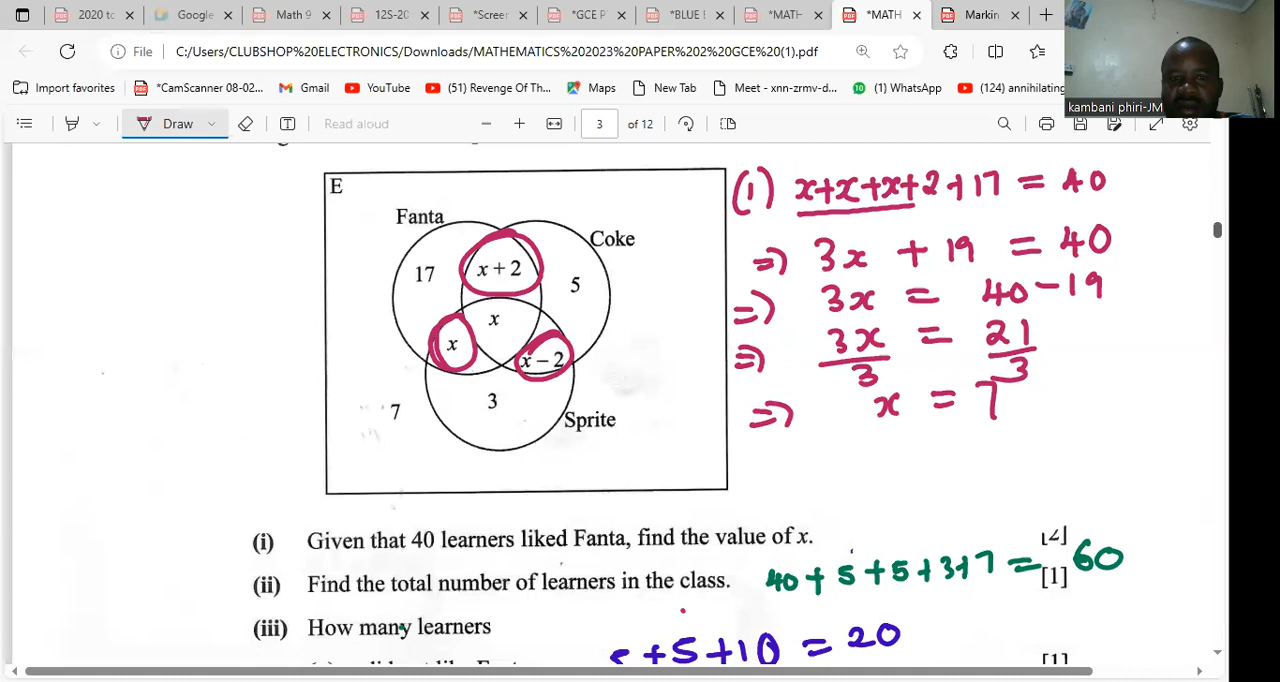 2020 tc
Google
Math 9
12S-20
*Screer
*GCE P
*BLUE E
*MATH
*MATH
Markin
File
C:/Users/CLUBSHOP%20ELECTRONICS/Downloads/MATHEMATICS%202023%20PAPER%202%20GCE%20(1).pdf
Import favorites
*CamScanner 08-02...
Gmail
YouTube
(51) Revenge Of Th...
Maps
New Tab
Meet - xnn-zrmv-d...
(1) WhatsApp
(124) annihilating
kambani phiri-JM
Draw
Read aloud
3
of 12
E
Fanta
Coke
17
x + 2
5
x
x
x - 2
7
3
Sprite
(1) x+x+x+2+17 = 40
=) 3x + 19 = 40
=) 3x = 40-19
=) 3x/3 = 21/3
=) x = 7
(i) Given that 40 learners liked Fanta, find the value of x.
(ii) Find the total number of learners in the class. [1]
40+5+5+3+7 = 60
(iii) How many learners
+5+10 = 20